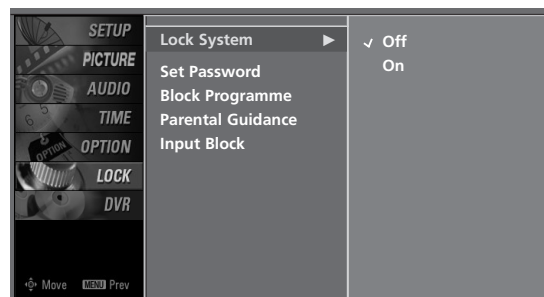 SETUP
PICTURE
AUDIO
TIME
OPTION
LOCK
DVR
Move MENU Prev
Lock System ▶
Set Password
Block Programme
Parental Guidance
Input Block
✓ Off
On